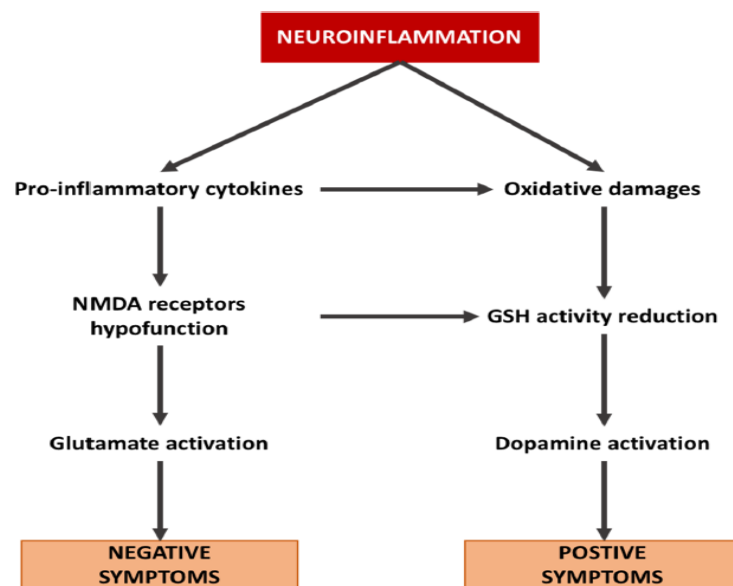 NEUROINFLAMMATION
Pro-inflammatory cytokines
Oxidative damages
NMDA receptors
hypofunction
GSH activity reduction
Glutamate activation
Dopamine activation
NEGATIVE
SYMPTOMS
POSTIVE
SYMPTOMS